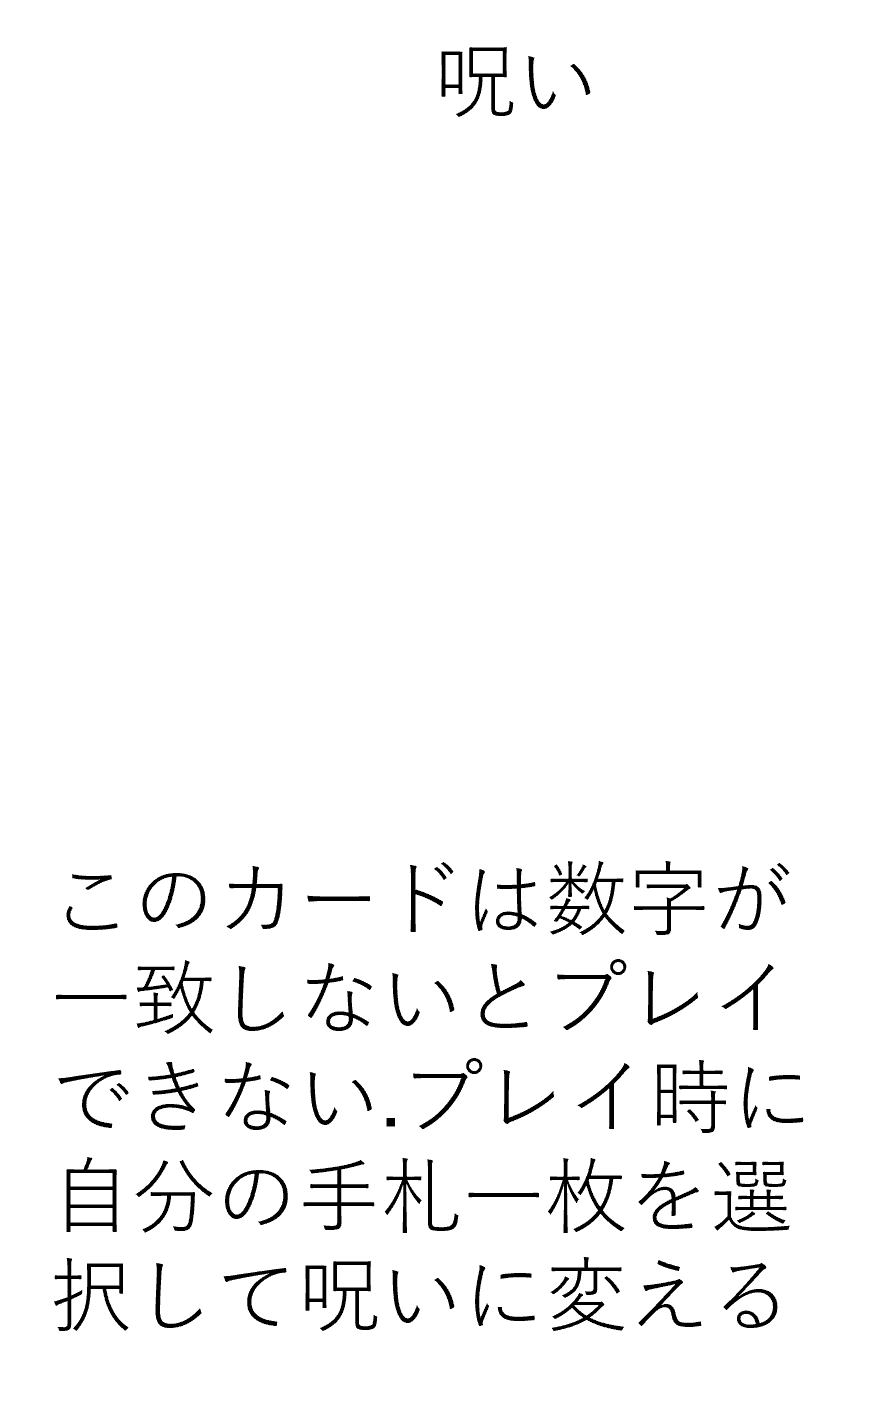 呪い
このカードは数字が
一致しないとプレイ
できない.プレイ時に
自分の手札一枚を選
択して呪いに変える